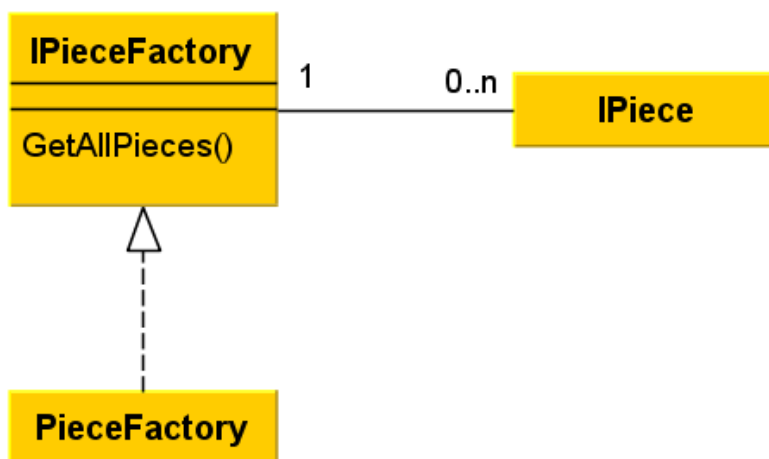 IPieceFactory
1
0..n
IPiece
GetAllPieces()
PieceFactory